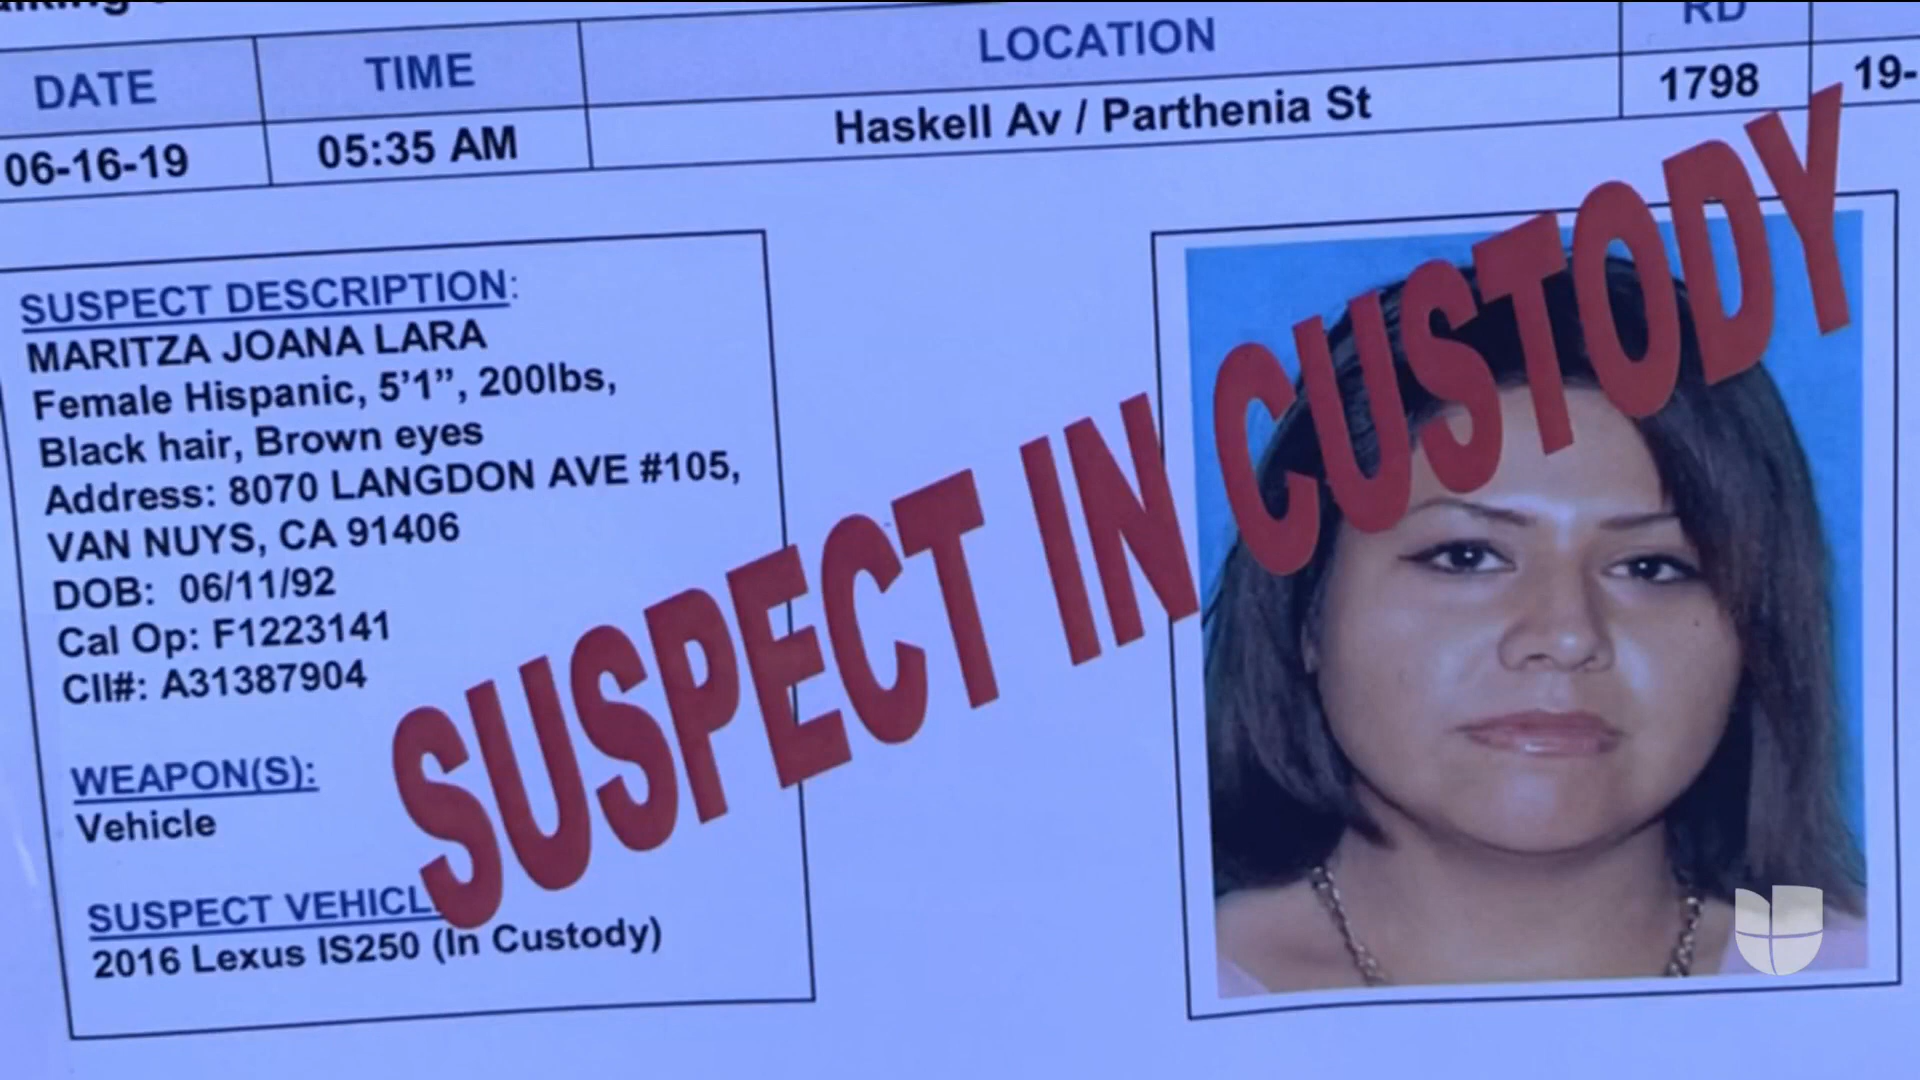 DATE TIME LOCATION RD
06-16-19 05:35 AM Haskell Av / Parthenia St 1798 19-
SUSPECT DESCRIPTION:
MARITZA JOANA LARA
Female Hispanic, 5’1”, 200lbs,
Black hair, Brown eyes
Address: 8070 LANGDON AVE #105,
VAN NUYS, CA 91406
DOB: 06/11/92
Cal Op: F1223141
CII#: A31387904
WEAPON(S):
Vehicle
SUSPECT VEHICL
2016 Lexus IS250 (In Custody)
SUSPECT IN CUSTODY